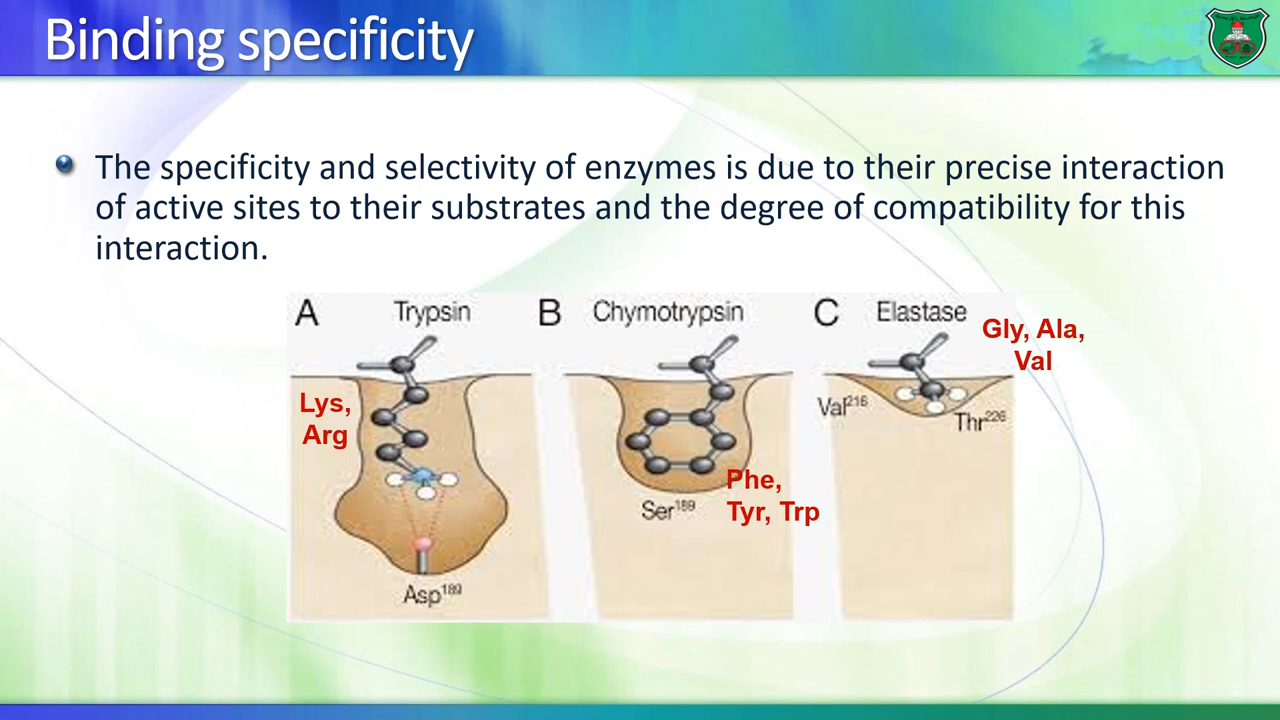 Binding specificity
The specificity and selectivity of enzymes is due to their precise interaction
of active sites to their substrates and the degree of compatibility for this
interaction.
A Trypsin
Lys,
Arg
Asp189
B Chymotrypsin
Phe,
Ser189
Tyr, Trp
C Elastase
Gly, Ala,
Val
Val216
Thr226